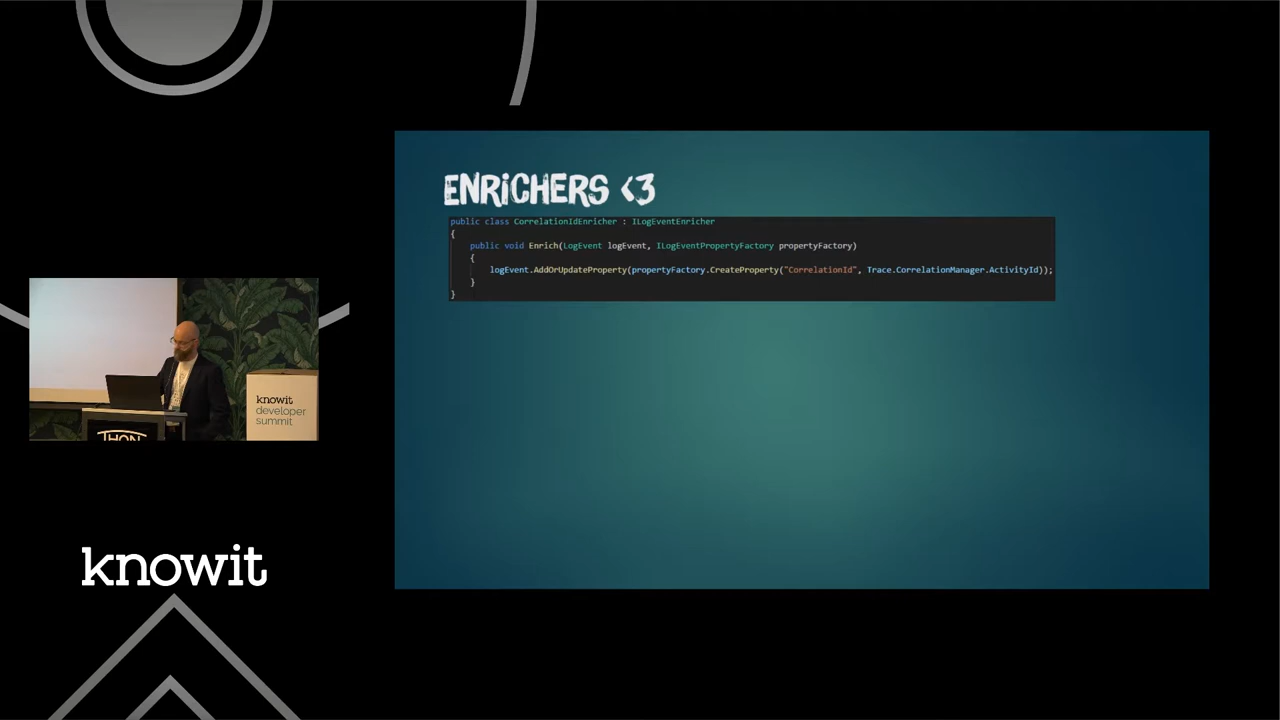 ENRiCHERS <3
public class CorrelationIdEnricher : ILogEventEnricher
{
public void Enrich(LogEvent logEvent, ILogEventPropertyFactory propertyFactory)
{
logEvent.AddOrUpdateProperty(propertyFactory.CreateProperty("CorrelationId", Trace.CorrelationManager.ActivityId));
}
}
knowit
developer
summit
THON
knowit